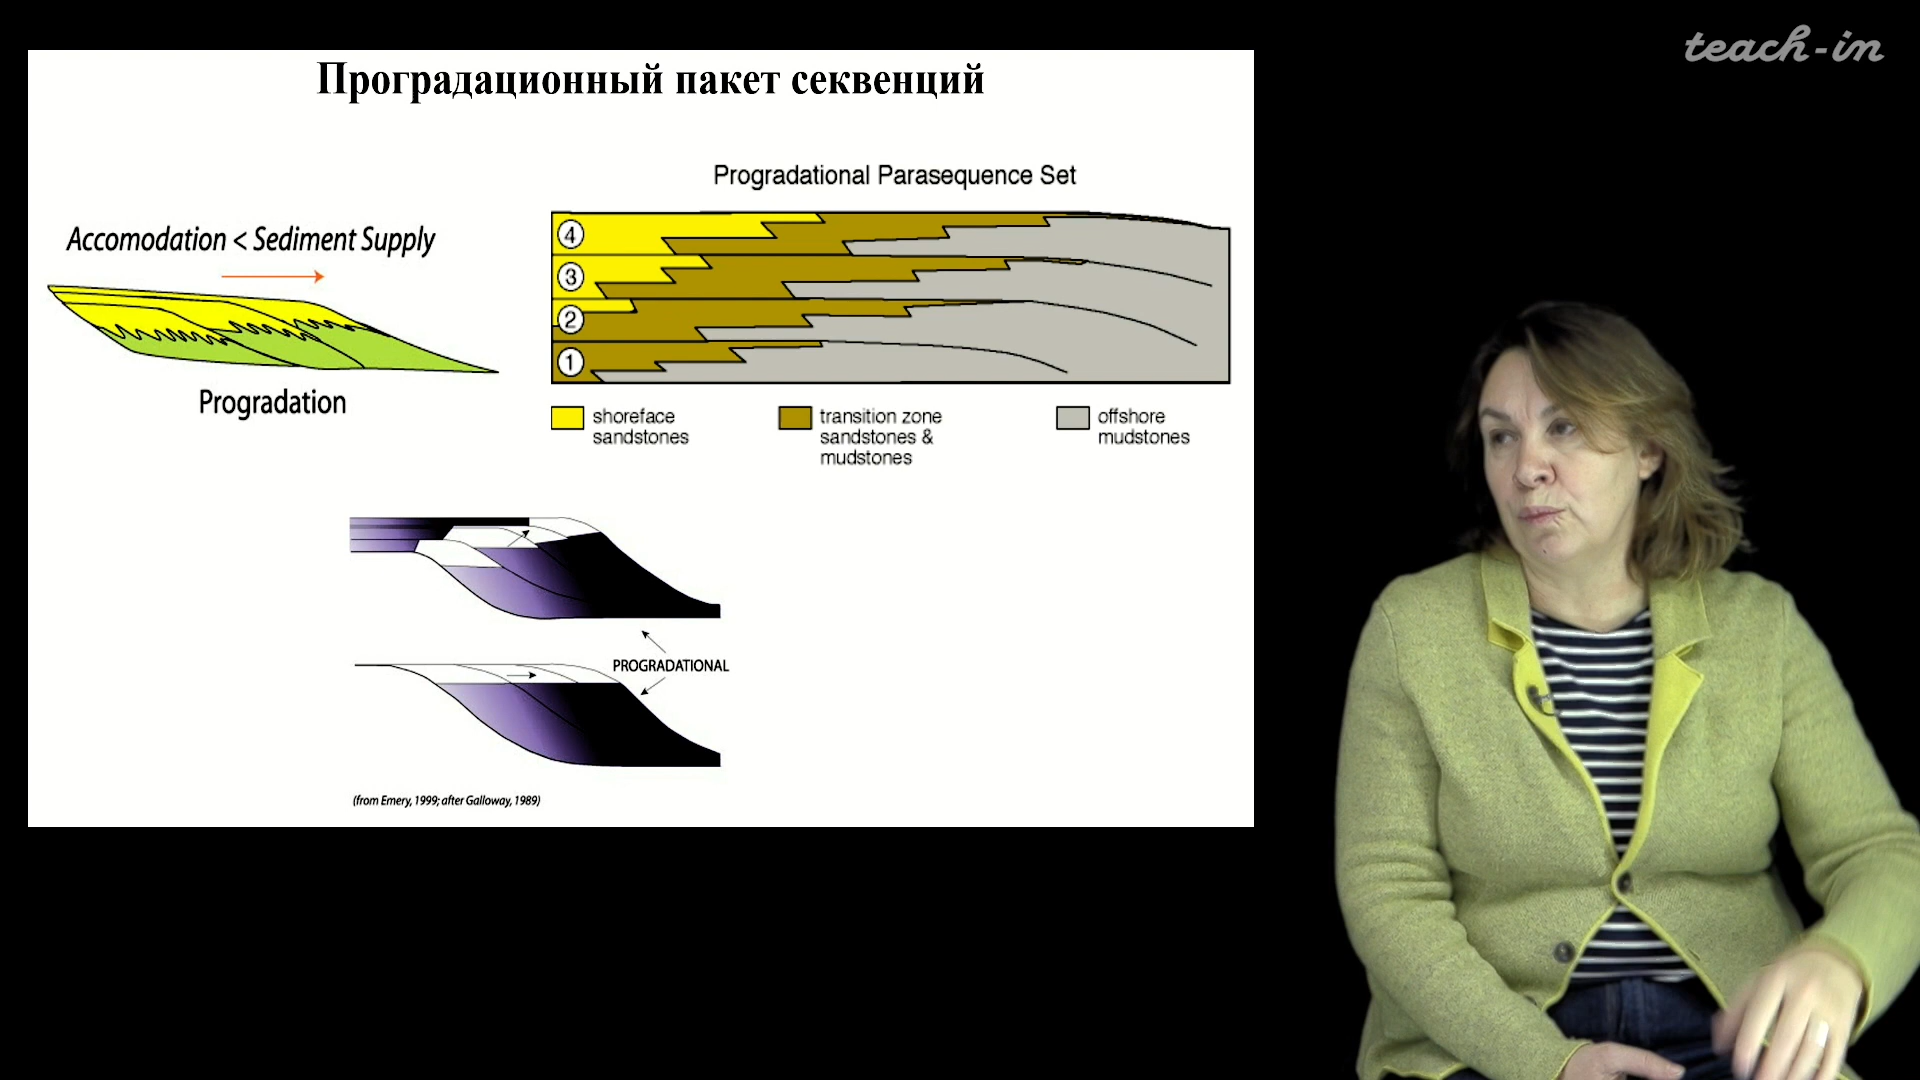 teach-in
Проградационный пакет секвенций
Progradational Parasequence Set
Accomodation < Sediment Supply
Progradation
4
3
2
1
shoreface
sandstones
transition zone
sandstones &
mudstones
offshore
mudstones
PROGRADATIONAL
(from Emery, 1999; after Galloway, 1989)